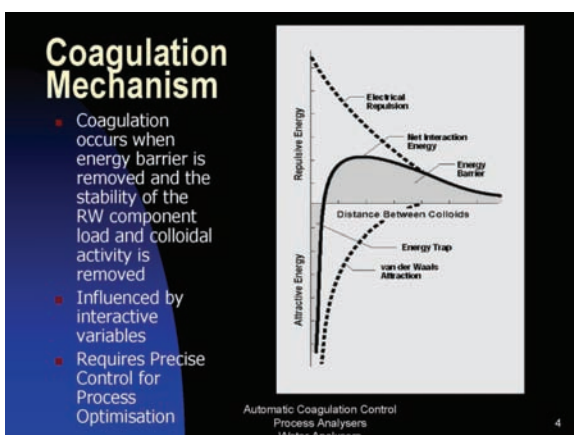 Coagulation
Mechanism
Coagulation
occurs when
energy barrier is
removed and the
stability of the
RW component
load and colloidal
activity is
removed
Influenced by
interactive
variables
Requires Precise
Control for
Process
Optimisation
Repulsive Energy
Attractive Energy
Electrical
Repulsion
Net Interaction
Energy
Energy
Barrier
Distance Between Colloids
Energy Trap
van der Waals
Attraction
Automatic Coagulation Control
Process Analysers
Water Analysers
4